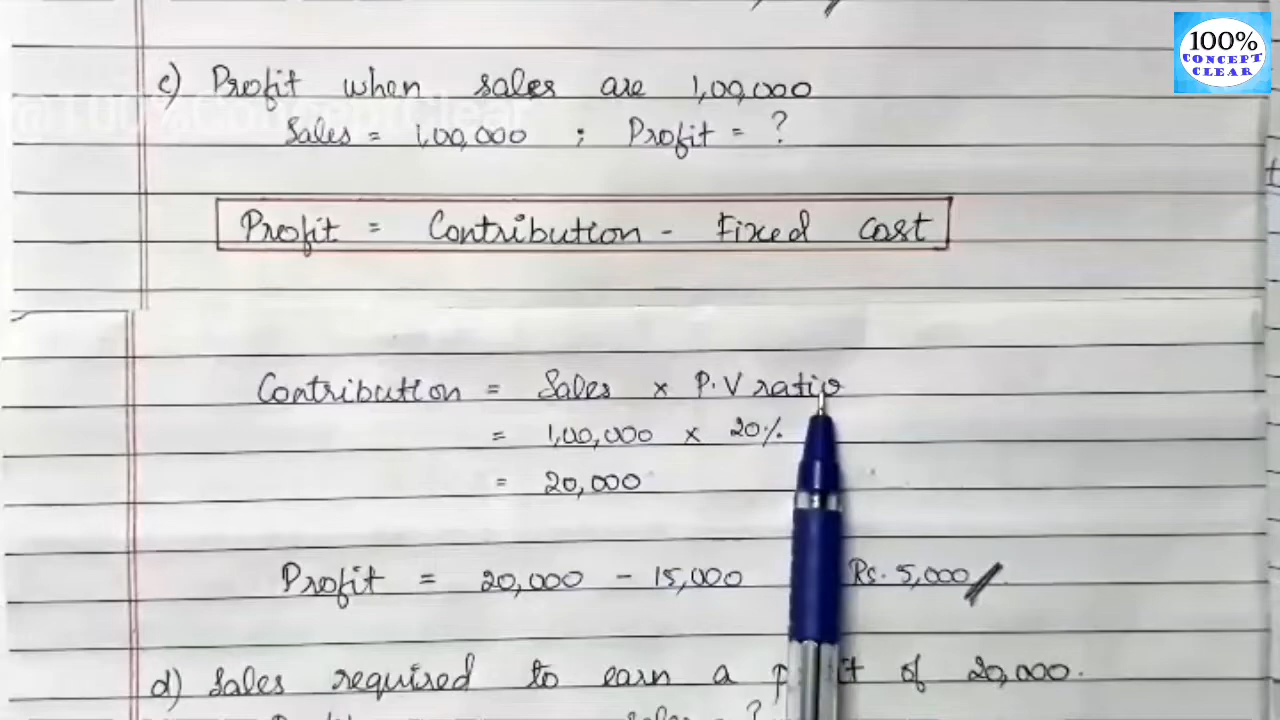 100%
CONCEPT
CLEAR
c) Profit when sales are 1,00,000
@100%ConceptClear
Sales = 1,00,000 ; Profit = ?
Profit = Contribution - Fixed cost
Contribution = Sales x P.V ratio
= 1,00,000 x 20%
= 20,000
Profit = 20,000 - 15,000 Rs. 5,000
d) Sales required to earn a of 20,000.